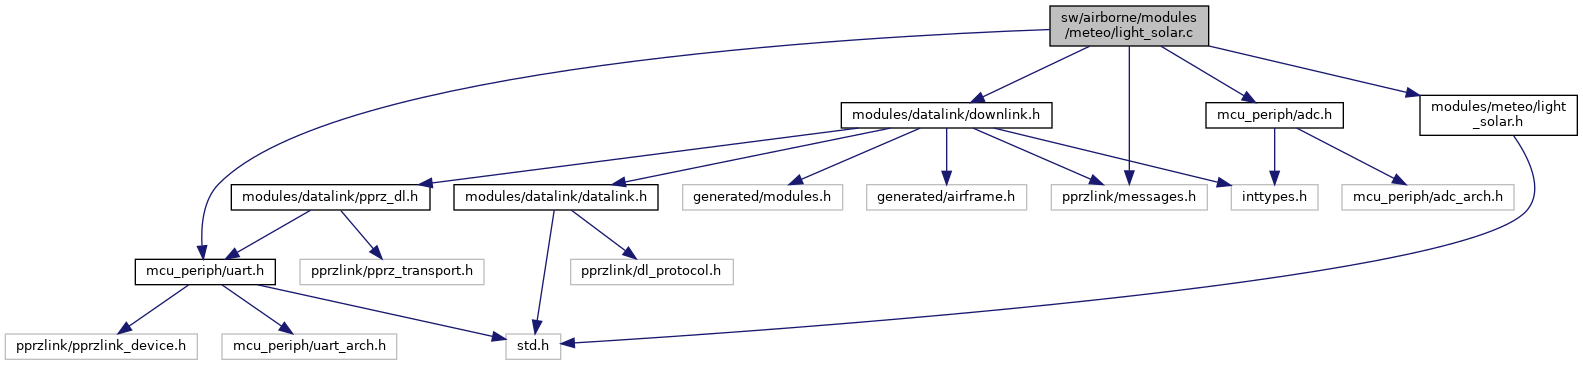 sw/airborne/modules
/meteo/light_solar.c
modules/datalink/downlink.h
mcu_periph/adc.h
modules/meteo/light
_solar.h
modules/datalink/pprz_dl.h
modules/datalink/datalink.h
generated/modules.h
generated/airframe.h
pprzlink/messages.h
inttypes.h
mcu_periph/adc_arch.h
mcu_periph/uart.h
pprzlink/pprz_transport.h
pprzlink/dl_protocol.h
pprzlink/pprzlink_device.h
mcu_periph/uart_arch.h
std.h